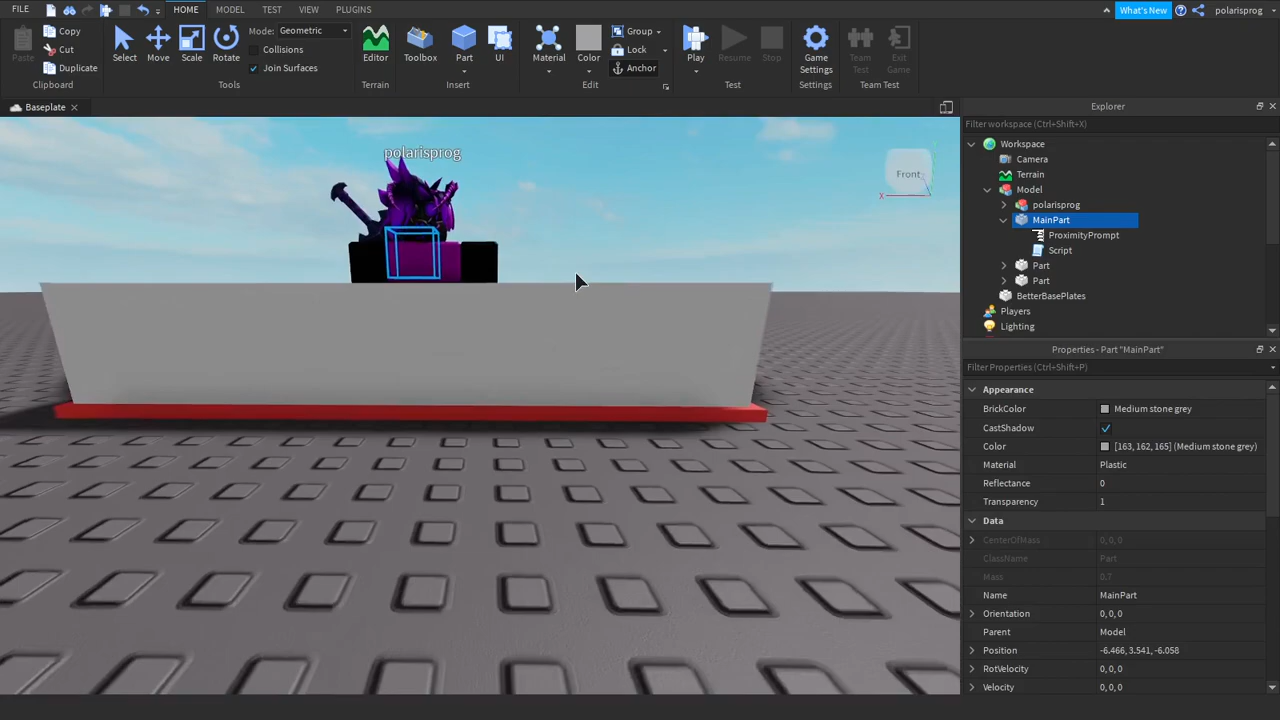 FILE HOME MODEL TEST VIEW PLUGINS What's New polarisprog
Paste Copy Cut Duplicate Clipboard
Select Move Scale Rotate Mode: Geometric Collisions Join Surfaces Tools
Editor Terrain
Toolbox Part UI Insert
Material Color Group Lock Anchor Edit
Play Resume Stop Test
Game Settings Settings
Team Test Exit Game Team Test
Baseplate
polarisprog
Front
X
Explorer
Filter workspace (Ctrl+Shift+X)
Workspace
Camera
Terrain
Model
polarisprog
MainPart
ProximityPrompt
Script
Part
Part
BetterBasePlates
Players
Lighting
Properties - Part "MainPart"
Filter Properties (Ctrl+Shift+P)
Appearance
BrickColor Medium stone grey
CastShadow
Color [163, 162, 165] (Medium stone grey)
Material Plastic
Reflectance 0
Transparency 1
Data
CenterOfMass 0, 0, 0
ClassName Part
Mass 0.7
Name MainPart
Orientation 0, 0, 0
Parent Model
Position -6.466, 3.541, -6.058
RotVelocity 0, 0, 0
Velocity 0, 0, 0